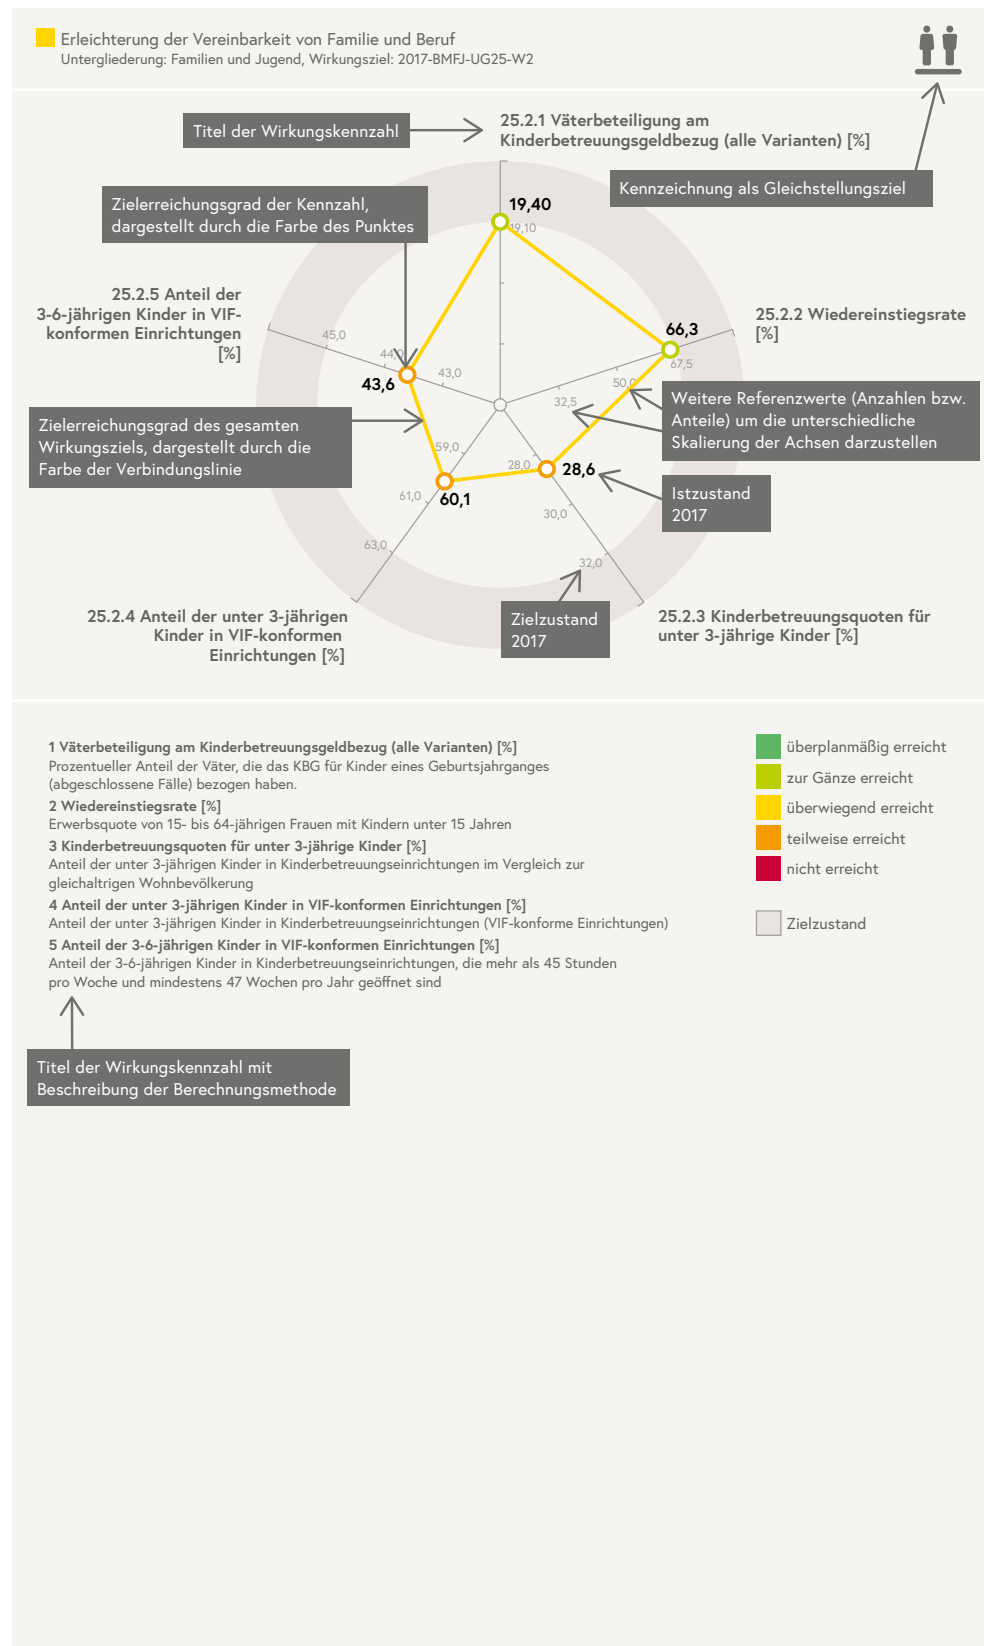 Erleichterung der Vereinbarkeit von Familie und Beruf
Untergliederung: Familien und Jugend, Wirkungsziel: 2017-BMFJ-UG25-W2
Titel der Wirkungskennzahl
25.2.1 Väterbeteiligung am
Kinderbetreuungsgeldbezug (alle Varianten) [%]
Kennzeichnung als Gleichstellungsziel
Zielerreichungsgrad der Kennzahl,
dargestellt durch die Farbe des Punktes
19,40
19,10
25.2.5 Anteil der
3-6-jährigen Kinder in VIF-
konformen Einrichtungen
[%]
45,0
44,0
43,0
43,6
25.2.2 Wiedereinstiegsrate
[%]
66,3
67,5
50,0
32,5
Weitere Referenzwerte (Anzahlen bzw.
Anteile) um die unterschiedliche
Skalierung der Achsen darzustellen
Zielerreichungsgrad des gesamten
Wirkungsziels, dargestellt durch die
Farbe der Verbindungslinie
59,0
60,1
61,0
63,0
28,0
28,6
30,0
32,0
Istzustand
2017
Zielzustand
2017
25.2.4 Anteil der unter 3-jährigen
Kinder in VIF-konformen
Einrichtungen [%]
25.2.3 Kinderbetreuungsquoten für
unter 3-jährige Kinder [%]
1 Väterbeteiligung am Kinderbetreuungsgeldbezug (alle Varianten) [%]
Prozentueller Anteil der Väter, die das KBG für Kinder eines Geburtsjahrganges
(abgeschlossene Fälle) bezogen haben.
2 Wiedereinstiegsrate [%]
Erwerbsquote von 15- bis 64-jährigen Frauen mit Kindern unter 15 Jahren
3 Kinderbetreuungsquoten für unter 3-jährige Kinder [%]
Anteil der unter 3-jährigen Kinder in Kinderbetreuungseinrichtungen im Vergleich zur
gleichaltrigen Wohnbevölkerung
4 Anteil der unter 3-jährigen Kinder in VIF-konformen Einrichtungen [%]
Anteil der unter 3-jährigen Kinder in Kinderbetreuungseinrichtungen (VIF-konforme Einrichtungen)
5 Anteil der 3-6-jährigen Kinder in VIF-konformen Einrichtungen [%]
Anteil der 3-6-jährigen Kinder in Kinderbetreuungseinrichtungen, die mehr als 45 Stunden
pro Woche und mindestens 47 Wochen pro Jahr geöffnet sind
überplanmäßig erreicht
zur Gänze erreicht
überwiegend erreicht
teilweise erreicht
nicht erreicht
Zielzustand
Titel der Wirkungskennzahl mit
Beschreibung der Berechnungsmethode